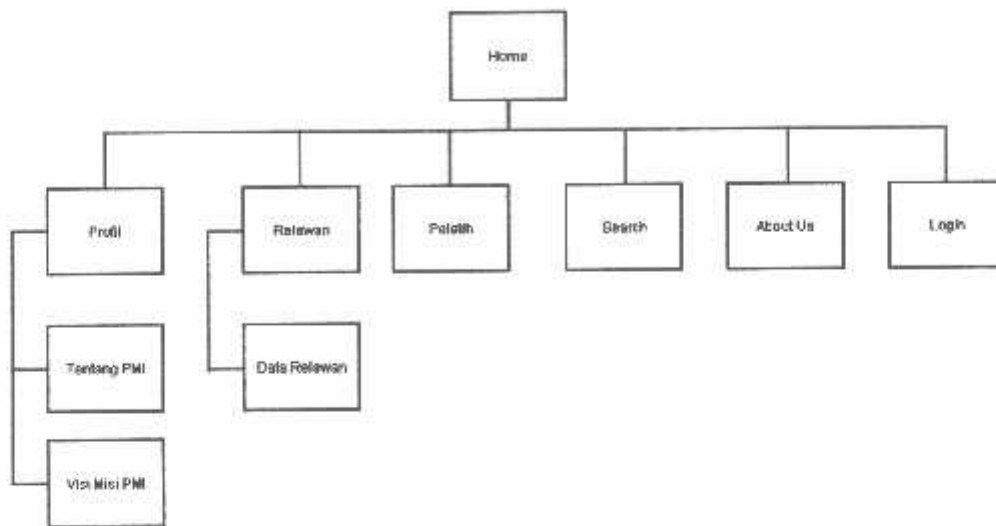 Home
Profil
Relawan
Pelatih
Search
About Us
Login
Tentang PMI
Data Relawan
Visi Misi PMI